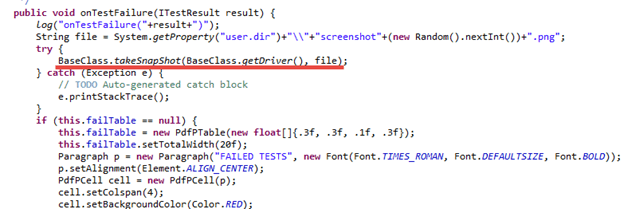 */
public void onTestFailure(ITestResult result) {
log("onTestFailure("+result+")");
String file = System.getProperty("user.dir")+"\\"+"screenshot"+(new Random().nextInt())+".png";
try {
BaseClass.takeSnapShot(BaseClass.getDriver(), file);
} catch (Exception e) {
// TODO Auto-generated catch block
e.printStackTrace();
}
if (this.failTable == null) {
this.failTable = new PdfPTable(new float[]{.3f, .3f, .1f, .3f});
this.failTable.setTotalWidth(20f);
Paragraph p = new Paragraph("FAILED TESTS", new Font(Font.TIMES_ROMAN, Font.DEFAULTSIZE, Font.BOLD));
p.setAlignment(Element.ALIGN_CENTER);
PdfPCell cell = new PdfPCell(p);
cell.setColspan(4);
cell.setBackgroundColor(Color.RED);